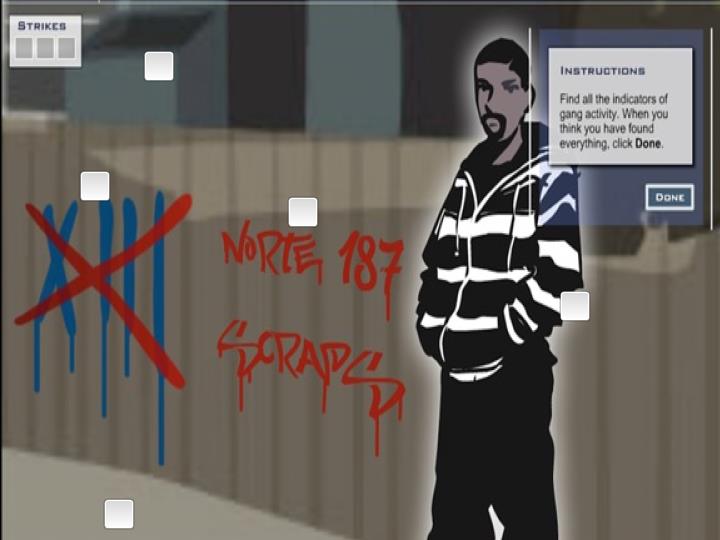 STRIKES
INSTRUCTIONS
Find all the indicators of
gang activity. When you
think you have found
everything, click Done.
DONE
XIII
NORTE 187
SCRAPS